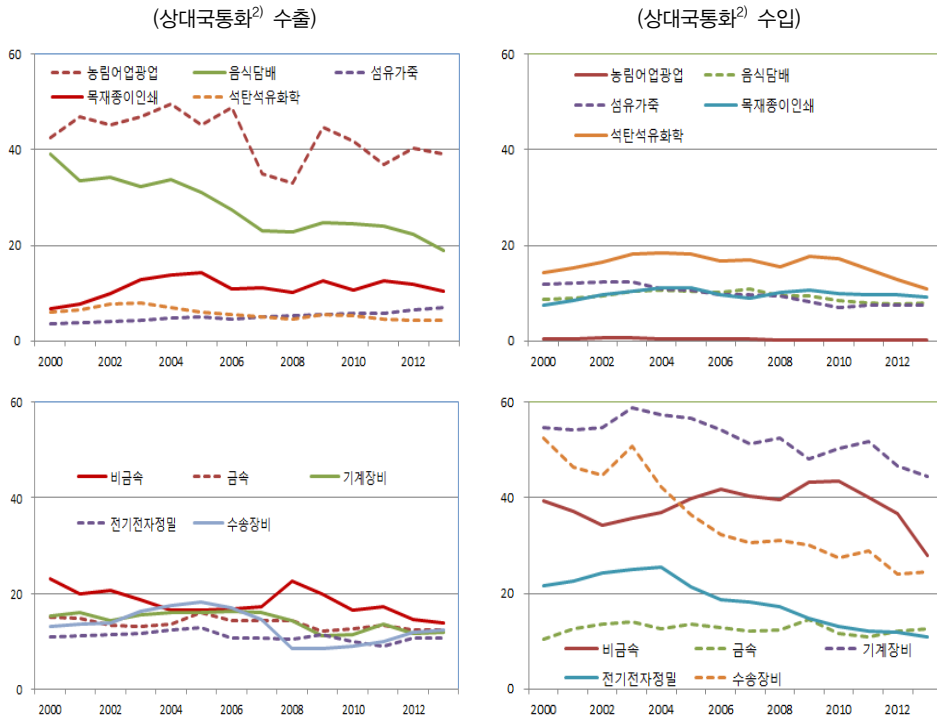 (상대국통화2) 수출)
(상대국통화2) 수입)
60
농림어업광업 음식담배 섬유가죽
목재종이인쇄 석탄석유화학
40
20
0
2000 2002 2004 2006 2008 2010 2012
60
농림어업광업 음식담배
섬유가죽 목재종이인쇄
석탄석유화학
40
20
0
2000 2002 2004 2006 2008 2010 2012
60
비금속 금속 기계장비
40
전기전자정밀 수송장비
20
0
2000 2002 2004 2006 2008 2010 2012
60
40
20
비금속 금속 기계장비
전기전자정밀 수송장비
0
2000 2002 2004 2006 2008 2010 2012